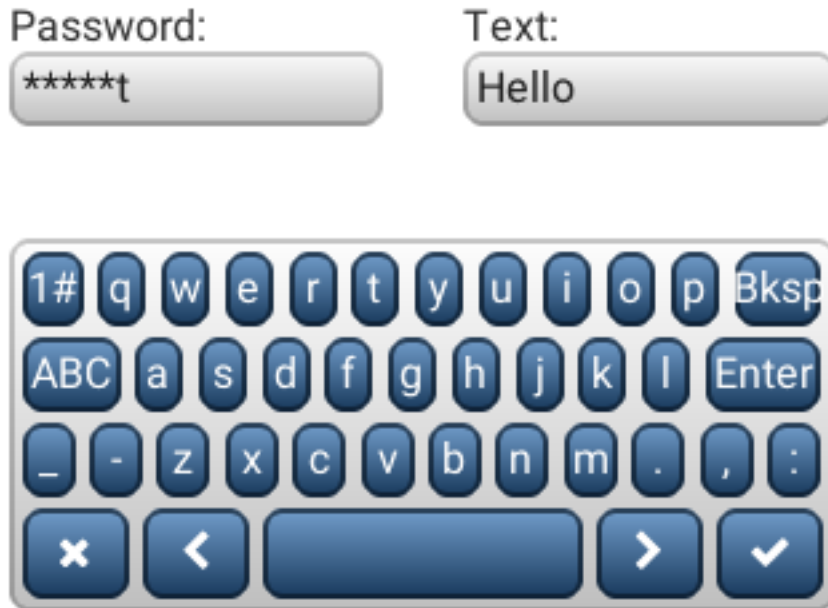 Password: Text:
*****t Hello
1# q w e r t y u i o p Bksp
ABC a s d f g h j k l Enter
_ - z x c v b n m . , :